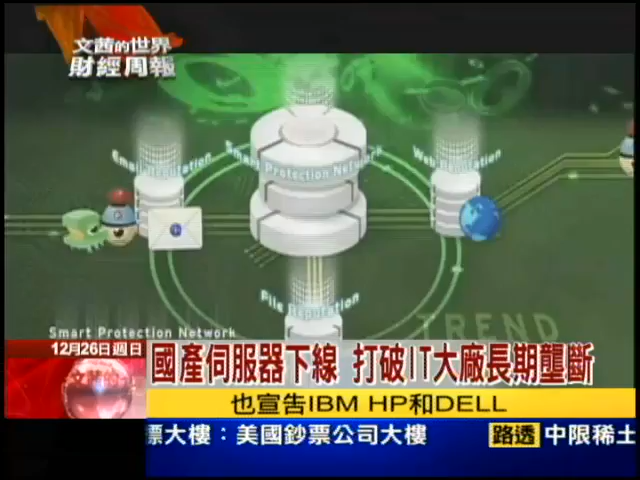 文茜的世界
財經周報
Email Reputation
Smart Protection Network
Web Reputation
File Reputation
TREND
Smart Protection Network
12月26日週日
國產伺服器下線 打破IT大廠長期壟斷
也宣告IBM HP和DELL
票大樓：美國鈔票公司大樓
路透 中限稀土